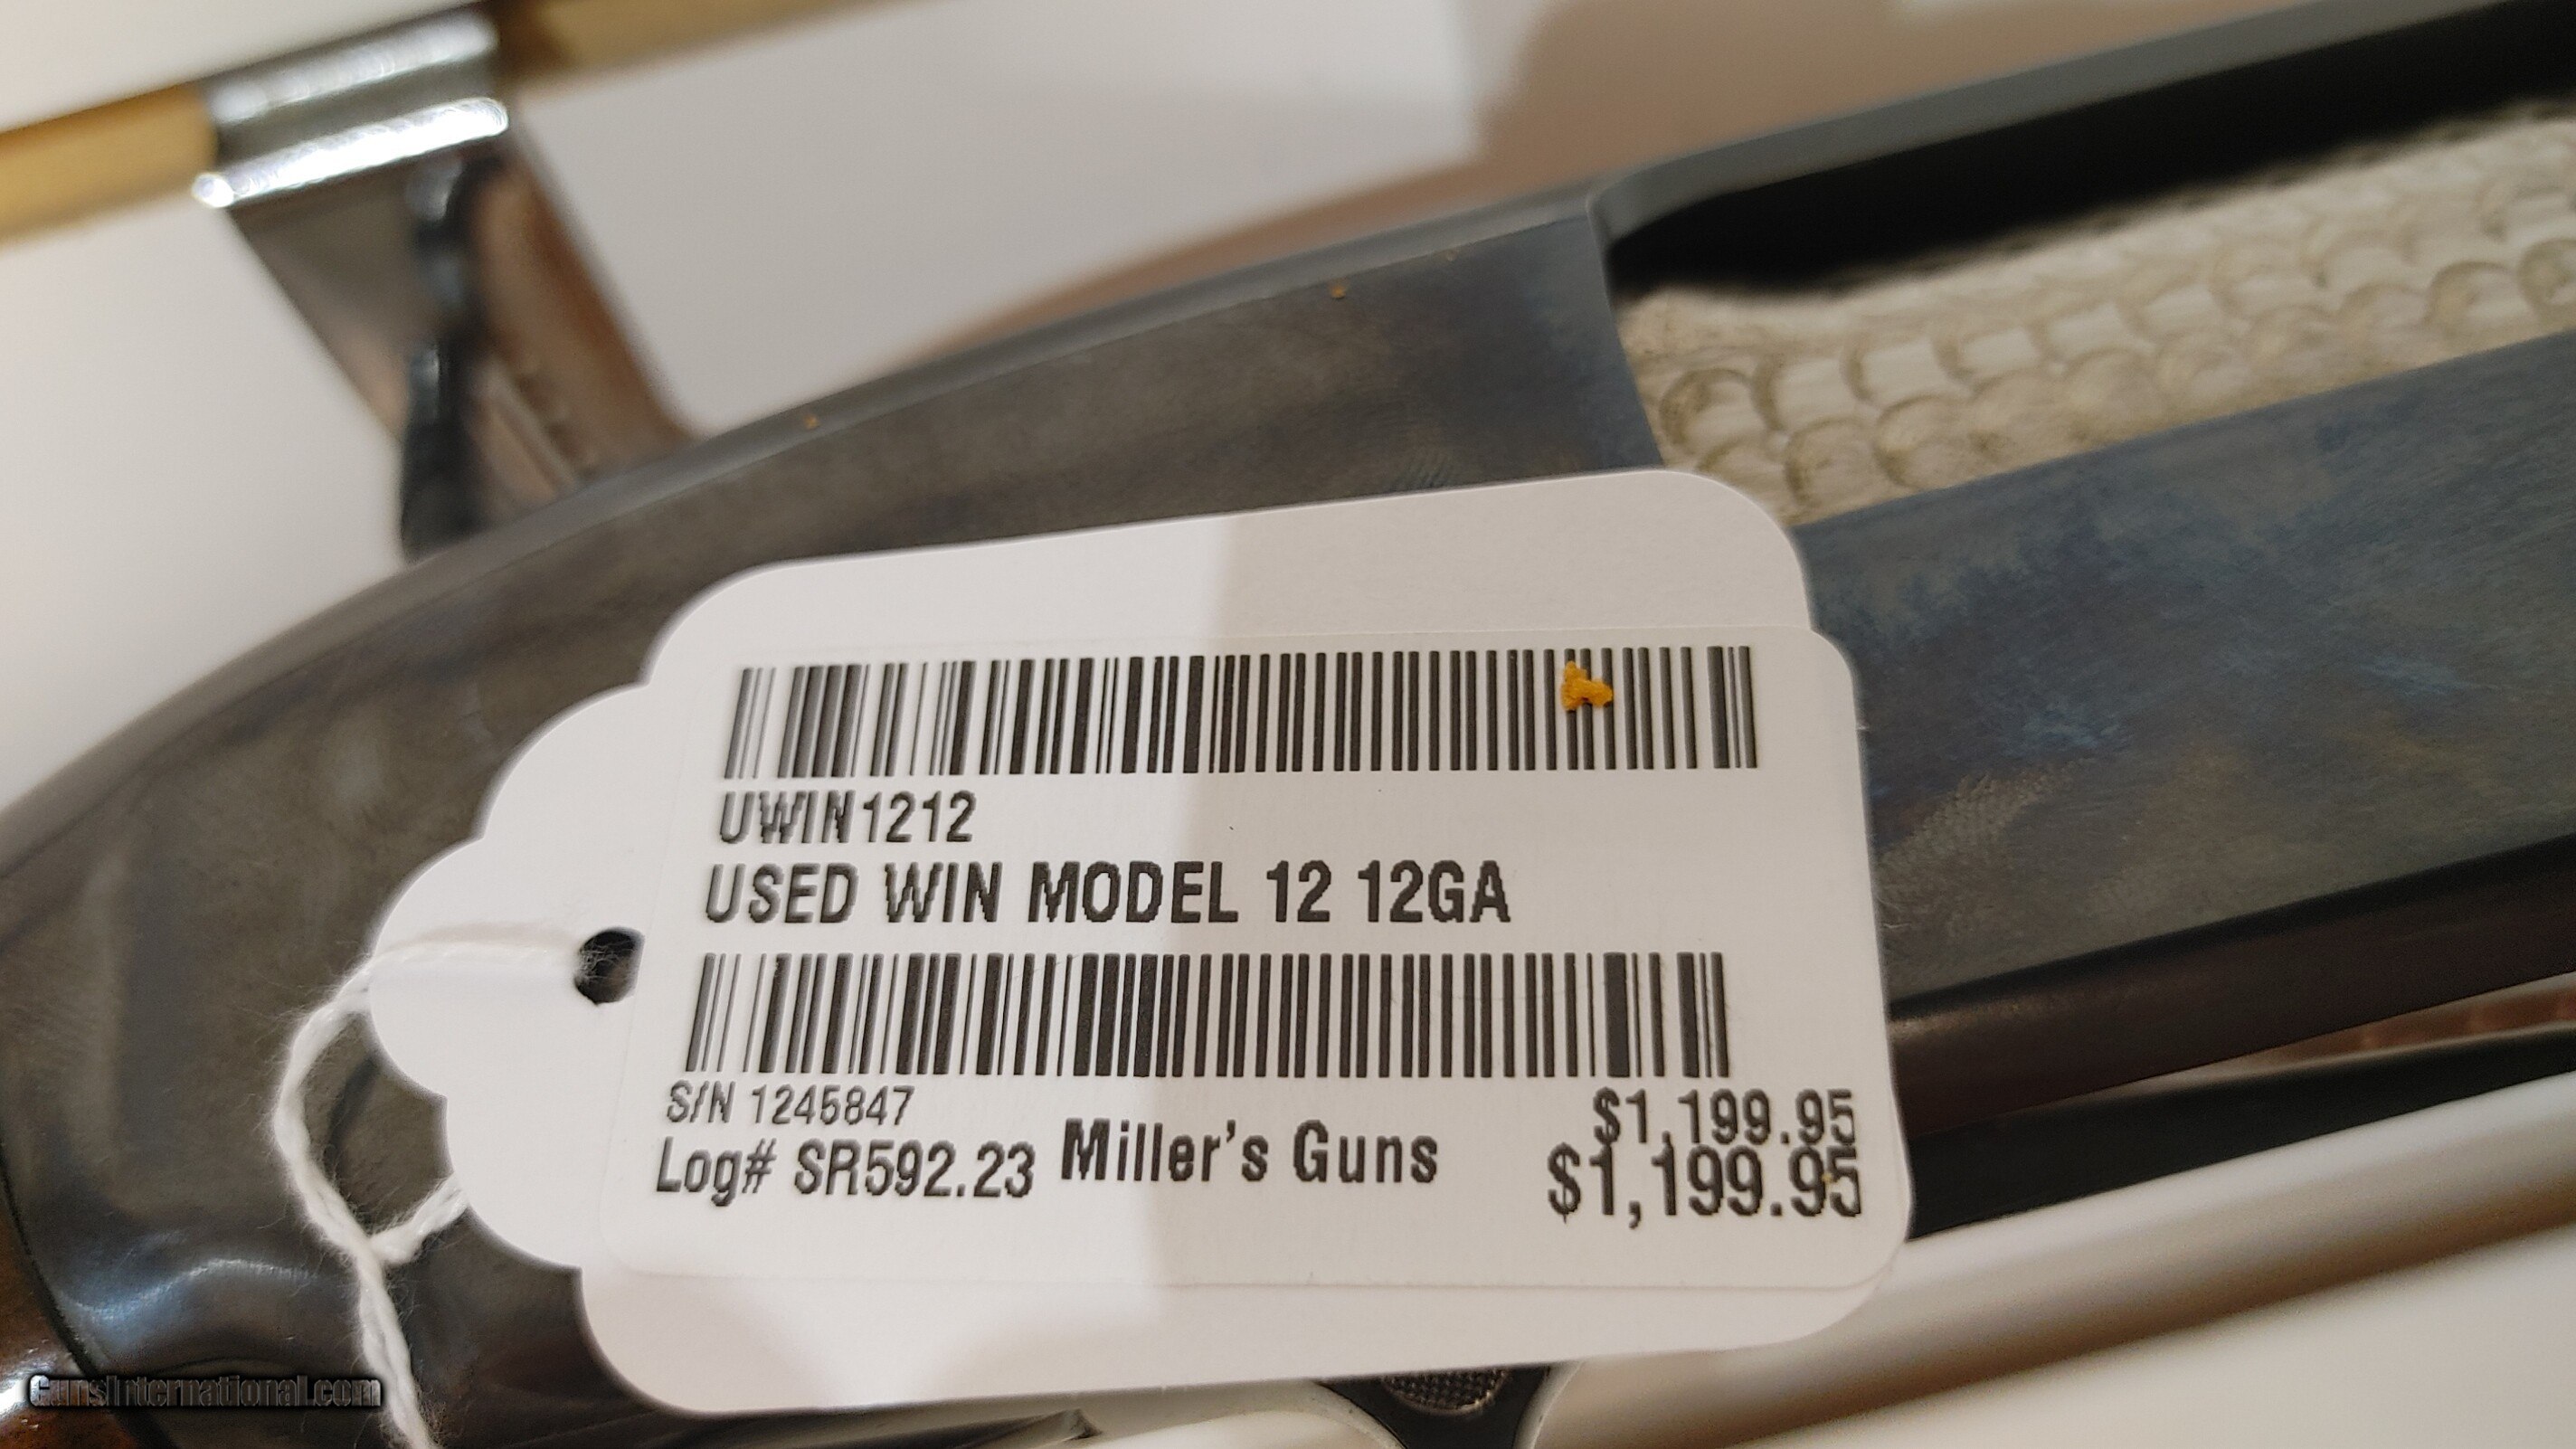 UWIN1212
USED WIN MODEL 12 12GA
S/N 1245847
Log# SR592.23
Miller's Guns
$1,199.95
$1,199.95
GunsInternational.com